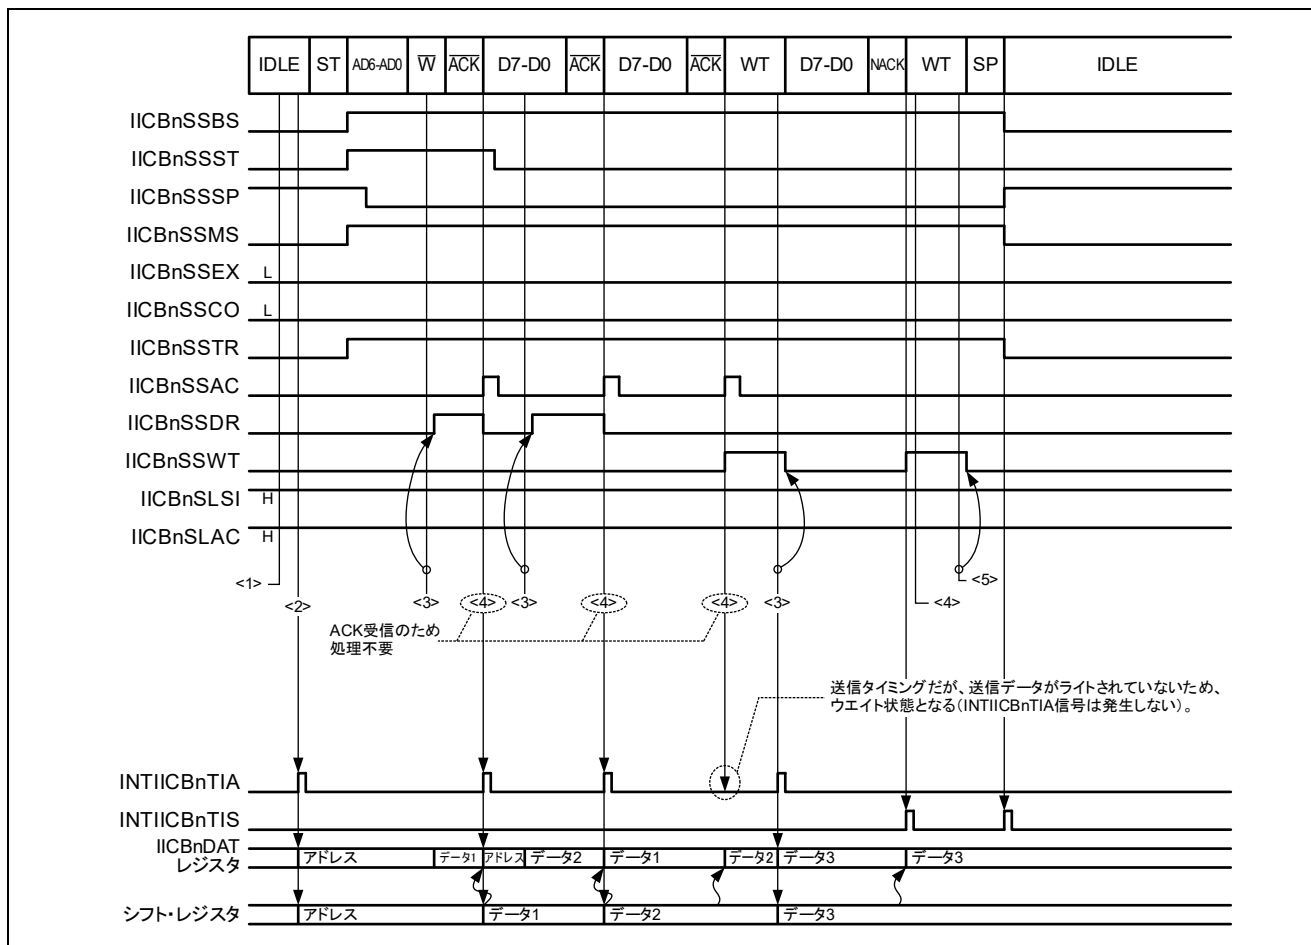 IDLE ST AD6-AD0 W ACK D7-D0 ACK D7-D0 ACK WT D7-D0 NACK WT SP IDLE
IICBnSSBS
IICBnSSST
IICBnSSSP
IICBnSSMS
IICBnSSEX L
IICBnSSCO L
IICBnSSTR
IICBnSSAC
IICBnSSDR
IICBnSSWT
IICBnSLSI H
IICBnSLAC H
<1> <5>
<2> <3> <4> <3> <4> <4> <3> <4>
ACK受信のため
処理不要
送信タイミングだが、送信データがライトされていないため、
ウエイト状態となる（INTIICBnTIA信号は発生しない）。
INTIICBnTIA
INTIICBnTIS
IICBnDAT
レジスタ アドレス データ1 アドレス データ2 データ1 データ2 データ3 データ3
シフト・レジスタ アドレス データ1 データ2 データ3